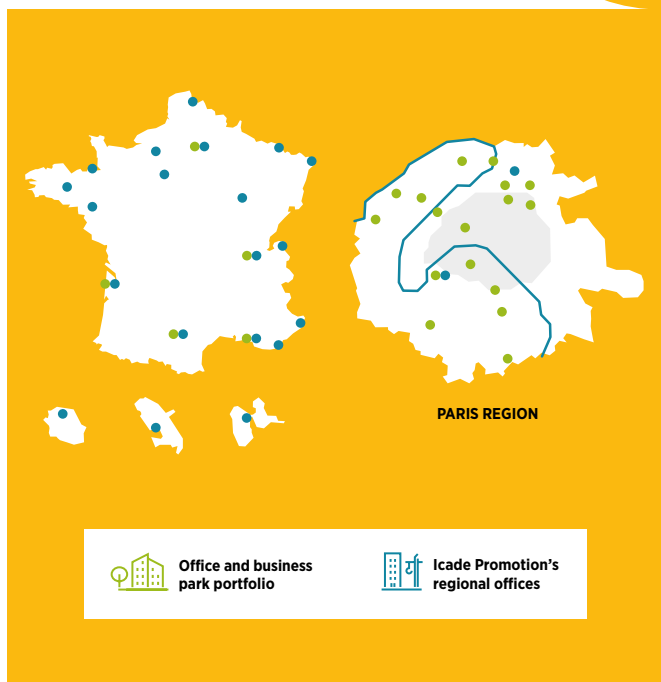 PARIS REGION
Office and business
park portfolio
Icade Promotion’s
regional offices